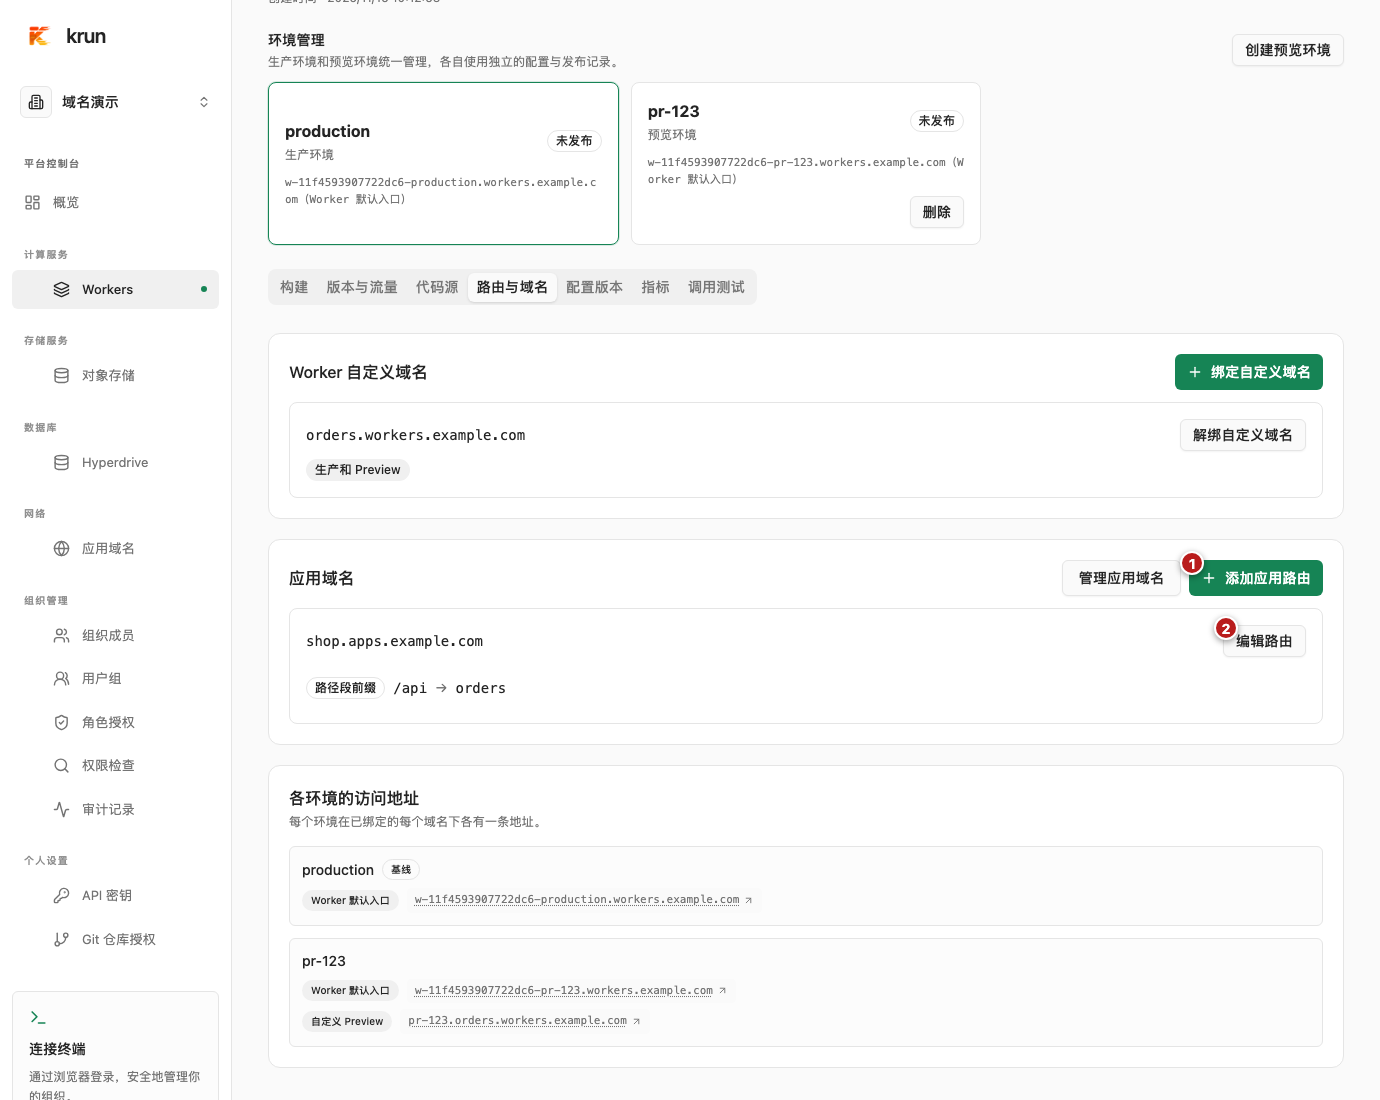 krun
域名演示
平台控制台
概览
计算服务
Workers
存储服务
对象存储
数据库
Hyperdrive
网络
应用域名
组织管理
组织成员
用户组
角色授权
权限检查
审计记录
个人设置
API 密钥
Git 仓库授权
连接终端
通过浏览器登录，安全地管理你
的组织。
环境管理
生产环境和预览环境统一管理，各自使用独立的配置与发布记录。
创建预览环境
production
生产环境
未发布
w-11f4593907722dc6-production.workers.example.c
om (Worker 默认入口)
pr-123
预览环境
未发布
w-11f4593907722dc6-pr-123.workers.example.com (W
orker 默认入口)
删除
构建 版本与流量 代码源 路由与域名 配置版本 指标 调用测试
Worker 自定义域名
+ 绑定自定义域名
orders.workers.example.com
解绑自定义域名
生产和 Preview
应用域名
管理应用域名
1
+ 添加应用路由
shop.apps.example.com
2
编辑路由
路径段前缀 /api → orders
各环境的访问地址
每个环境在已绑定的每个域名下各有一条地址。
production 基线
Worker 默认入口 w-11f4593907722dc6-production.workers.example.com ↗
pr-123
Worker 默认入口 w-11f4593907722dc6-pr-123.workers.example.com ↗
自定义 Preview pr-123.orders.workers.example.com ↗